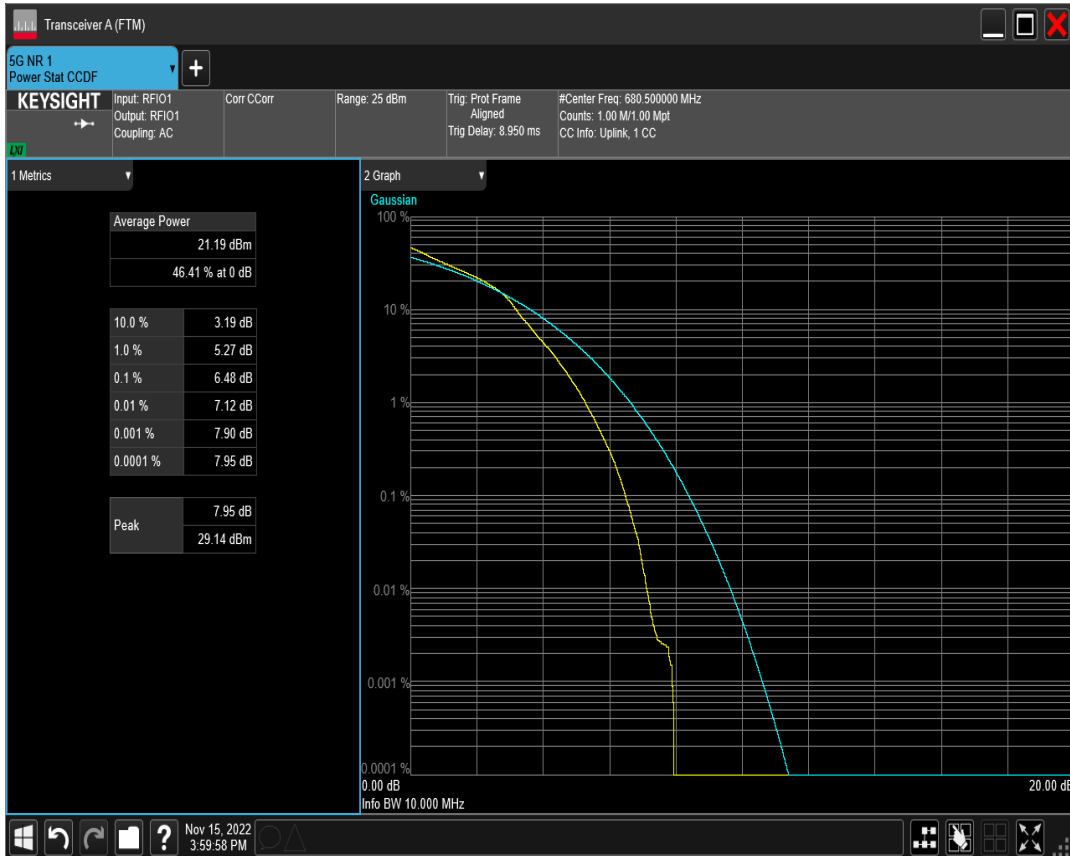 Transceiver A (FTM)
5G NR 1
Power Stat CCDF
+
KEYSIGHT
LXI
Input: RFIO1
Output: RFIO1
Coupling: AC
Corr CCorr
Range: 25 dBm
Trig: Prot Frame
Aligned
Trig Delay: 8.950 ms
#Center Freq: 680.500000 MHz
Counts: 1.00 M/1.00 Mpt
CC Info: Uplink, 1 CC
1 Metrics
Average Power
21.19 dBm
46.41 % at 0 dB
10.0 % 3.19 dB
1.0 % 5.27 dB
0.1 % 6.48 dB
0.01 % 7.12 dB
0.001 % 7.90 dB
0.0001 % 7.95 dB
Peak
7.95 dB
29.14 dBm
2 Graph
Gaussian
100 %
10 %
1 %
0.1 %
0.01 %
0.001 %
0.0001 %
0.00 dB 20.00 dB
Info BW 10.000 MHz
?
Nov 15, 2022
3:59:58 PM